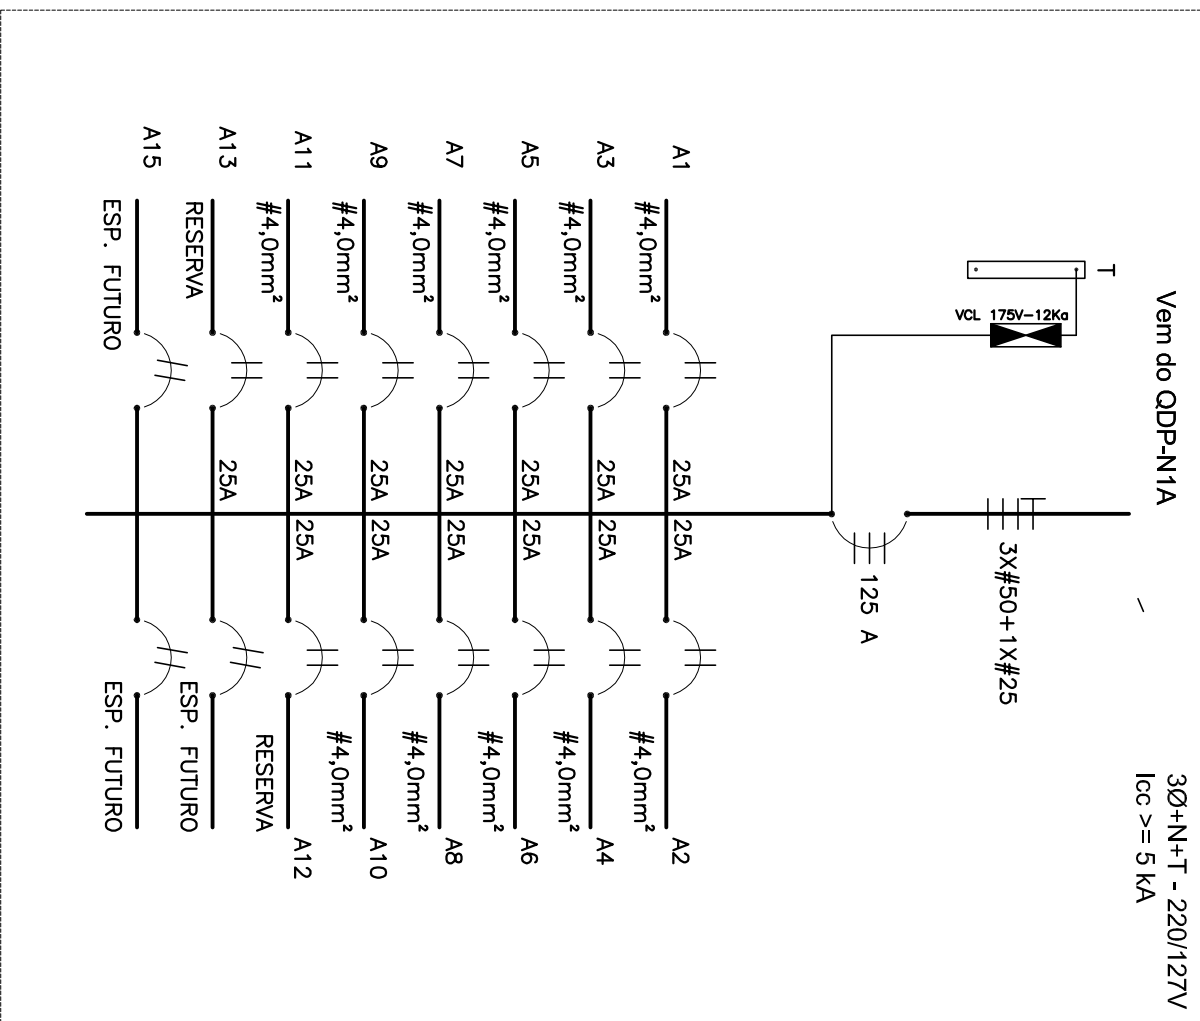 Vem do QDP-N1A
3Ø+N+T - 220/127V
Icc >= 5 kA
T
VCL 175V-12Ka
3X#50+1X#25
125 A
A1
#4,0mm²
25A
25A
#4,0mm²
A2
A3
#4,0mm²
25A
25A
#4,0mm²
A4
A5
#4,0mm²
25A
25A
#4,0mm²
A6
A7
#4,0mm²
25A
25A
#4,0mm²
A8
A9
#4,0mm²
25A
25A
#4,0mm²
A10
A11
#4,0mm²
25A
25A
RESERVA
A12
A13
RESERVA
25A
ESP. FUTURO
A15
ESP. FUTURO
ESP. FUTURO